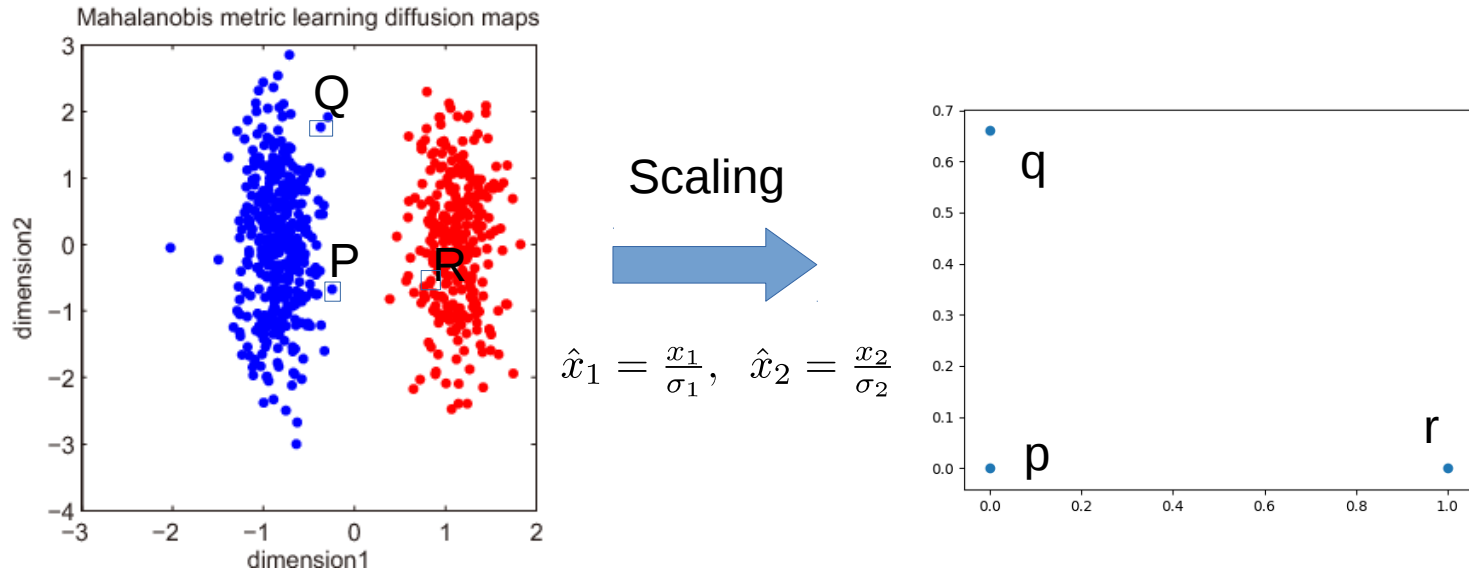 Mahalanobis metric learning diffusion maps
3
2
1
0
−1
−2
−3
−4
−3
−2
−1
0
1
2
dimension2
dimension1
Q
P
R
Scaling
x̂₁ = x₁/σ₁, x̂₂ = x₂/σ₂
0.7
0.6
0.5
0.4
0.3
0.2
0.1
0.0
0.0
0.2
0.4
0.6
0.8
1.0
q
p
r